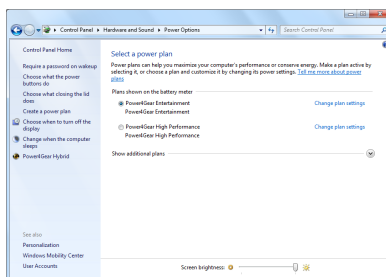 Control Panel ▸ Hardware and Sound ▸ Power Options
Search Control Panel
Control Panel Home
Require a password on wakeup
Choose what the power
buttons do
Choose what closing the lid
does
Create a power plan
Choose when to turn off the
display
Change when the computer
sleeps
Power4Gear Hybrid
See also
Personalization
Windows Mobility Center
User Accounts
Select a power plan
Power plans can help you maximize your computer's performance or conserve energy. Make a plan active by
selecting it, or choose a plan and customize it by changing its power settings. Tell me more about power
plans
Plans shown on the battery meter
Power4Gear Entertainment Change plan settings
Power4Gear Entertainment
Power4Gear High Performance Change plan settings
Power4Gear High Performance
Show additional plans
Screen brightness: